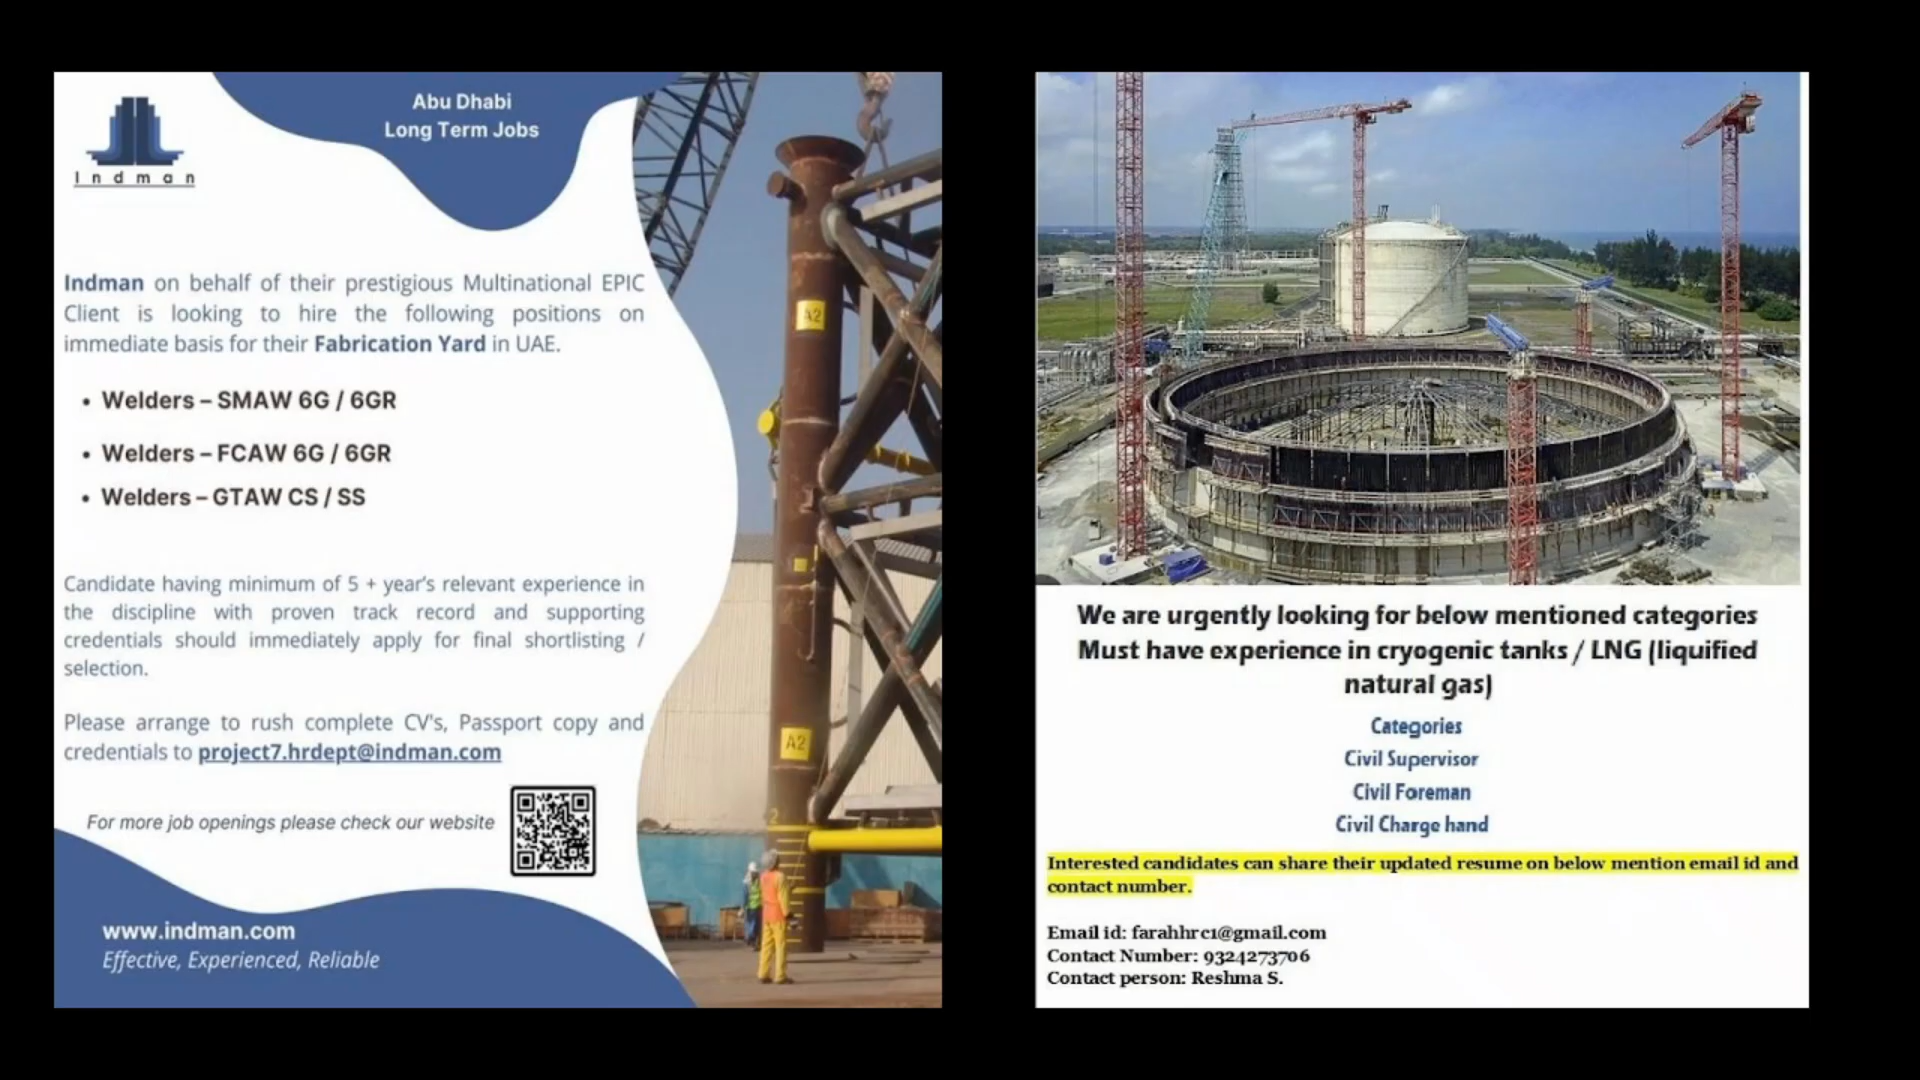 Indman
Abu Dhabi
Long Term Jobs
Indman on behalf of their prestigious Multinational EPIC
Client is looking to hire the following positions on
immediate basis for their Fabrication Yard in UAE.
• Welders – SMAW 6G / 6GR
• Welders – FCAW 6G / 6GR
• Welders – GTAW CS / SS
Candidate having minimum of 5 + year's relevant experience in
the discipline with proven track record and supporting
credentials should immediately apply for final shortlisting /
selection.
Please arrange to rush complete CV's, Passport copy and
credentials to project7.hrdept@indman.com
For more job openings please check our website
www.indman.com
Effective, Experienced, Reliable
A2
A2
2
We are urgently looking for below mentioned categories
Must have experience in cryogenic tanks / LNG (liquified
natural gas)
Categories
Civil Supervisor
Civil Foreman
Civil Charge hand
Interested candidates can share their updated resume on below mention email id and
contact number.
Email id: farahhrc1@gmail.com
Contact Number: 9324273706
Contact person: Reshma S.